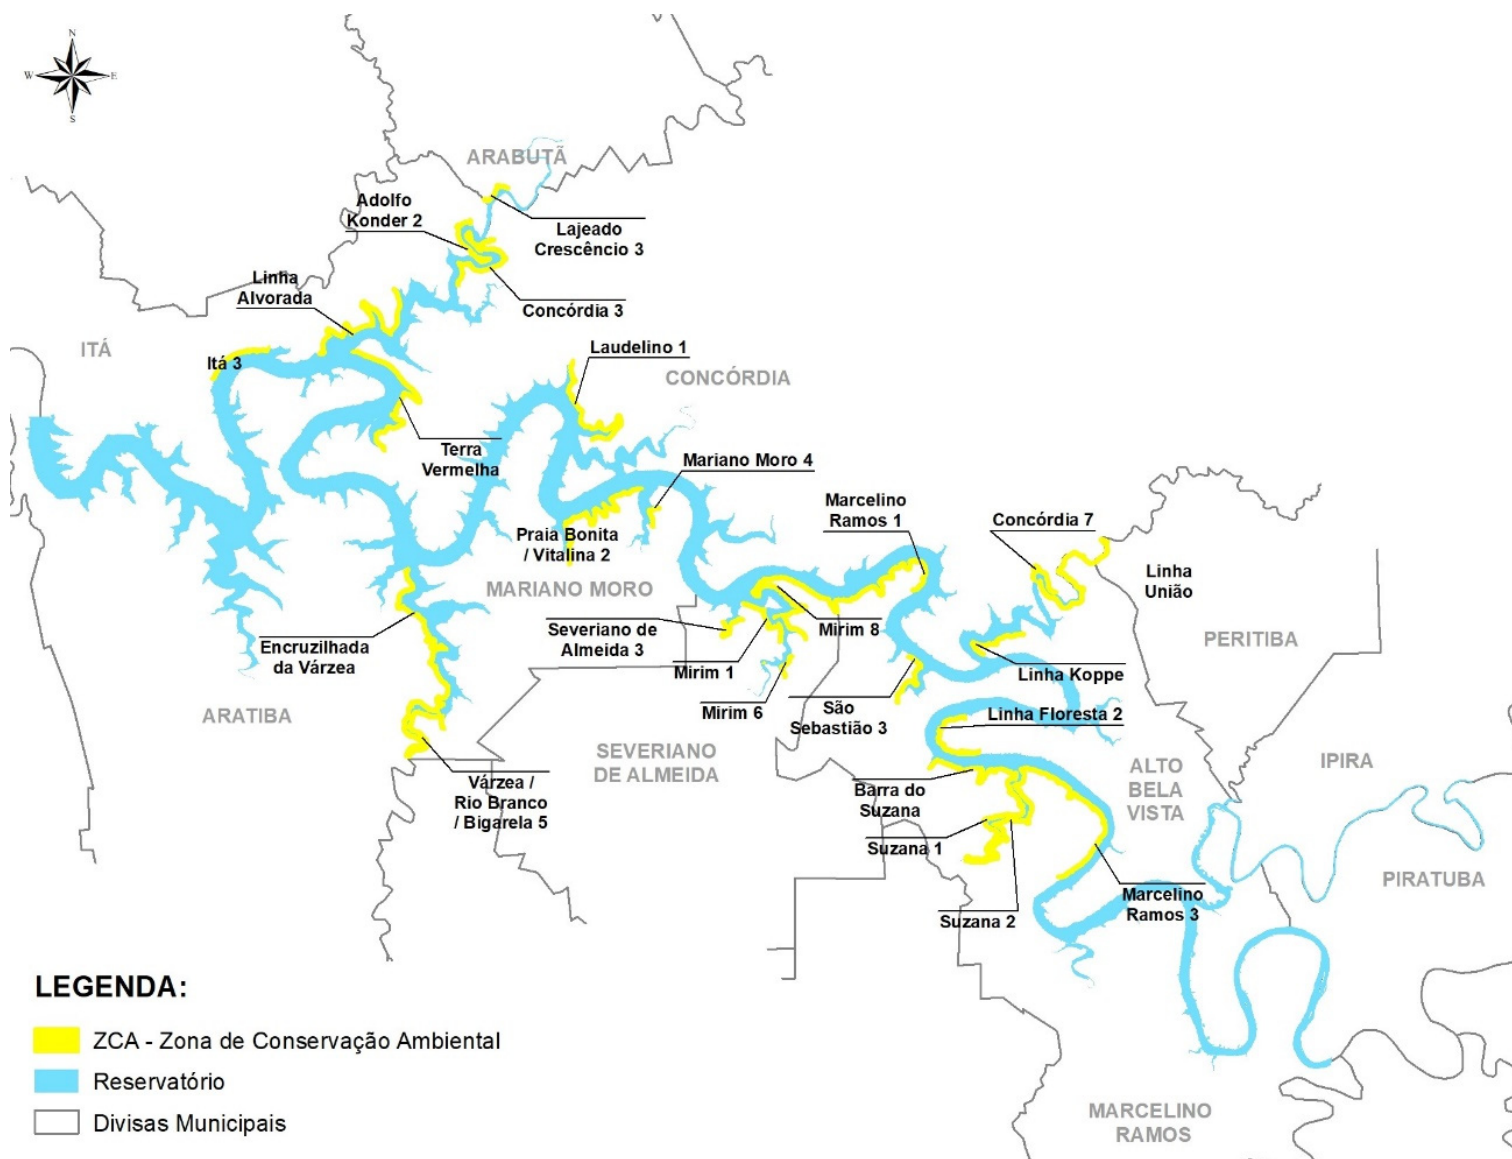 N
W
E
S
ARABUTÃ
Adolfo
Konder 2
Lajeado
Crescêncio 3
Linha
Alvorada
Concórdia 3
ITÁ
Itá 3
Laudelino 1
CONCÓRDIA
Terra
Vermelha
Mariano Moro 4
Marcelino
Ramos 1
Concórdia 7
Praia Bonita
/ Vitalina 2
Linha
União
MARIANO MORO
Severiano de
Almeida 3
Mirim 8
PERITIBA
Encruzilhada
da Várzea
Mirim 1
Linha Koppe
Mirim 6
São
Sebastião 3
Linha Floresta 2
ARATIBA
SEVERIANO
DE ALMEIDA
ALTO
BELA
VISTA
IPIRA
Várzea /
Rio Branco
/ Bigarela 5
Barra do
Suzana
Suzana 1
PIRATUBA
Marcelino
Ramos 3
Suzana 2
LEGENDA:
ZCA - Zona de Conservação Ambiental
Reservatório
Divisas Municipais
MARCELINO
RAMOS